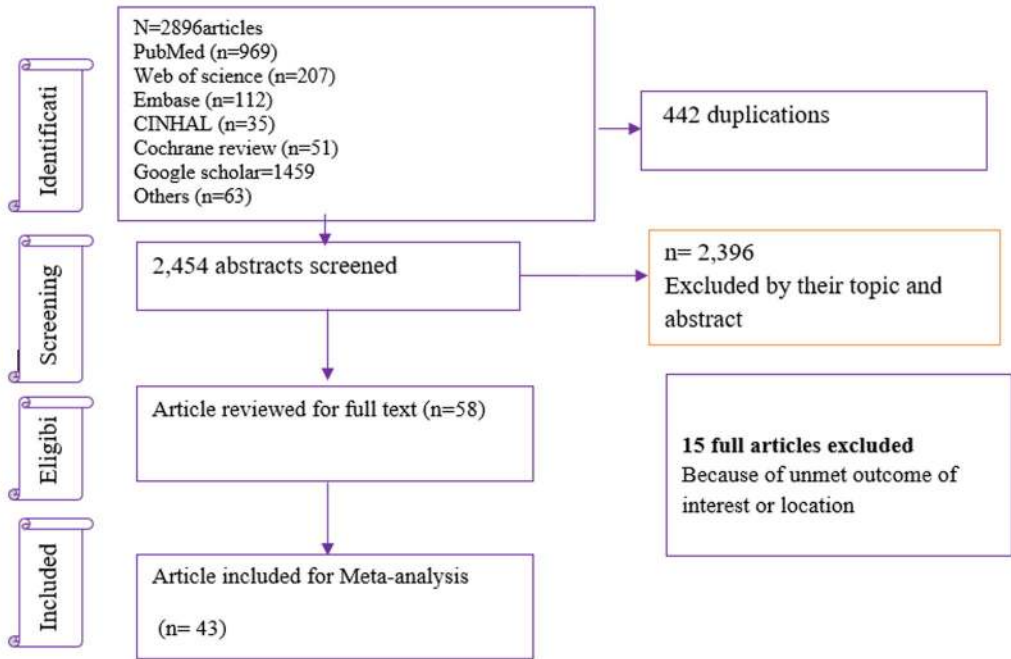 Identificati
N=2896articles
PubMed (n=969)
Web of science (n=207)
Embase (n=112)
CINHAL (n=35)
Cochrane review (n=51)
Google scholar=1459
Others (n=63)
442 duplications
Screening
2,454 abstracts screened
n= 2,396
Excluded by their topic and
abstract
Eligibi
Article reviewed for full text (n=58)
15 full articles excluded
Because of unmet outcome of
interest or location
Included
Article included for Meta-analysis
(n= 43)